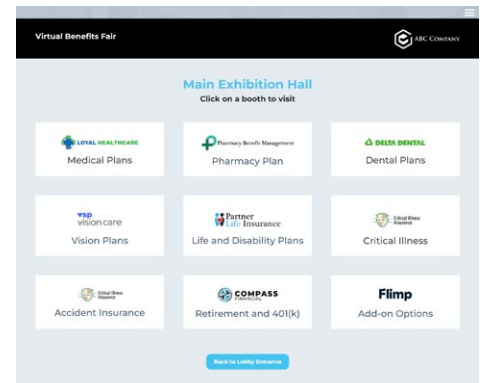 Virtual Benefits Fair
ABC COMPANY
Main Exhibition Hall
Click on a booth to visit
LOYAL HEALTHCARE
Medical Plans
Pharmacy Benefit Management
Pharmacy Plan
DELTA DENTAL
Dental Plans
vsp
vision care
Vision Plans
Partner
Life Insurance
Life and Disability Plans
Critical Illness
Insurance
Critical Illness
Critical Illness
Insurance
Accident Insurance
COMPASS
FINANCIAL
Retirement and 401(k)
Flimp
Add-on Options
Back to Lobby Entrance